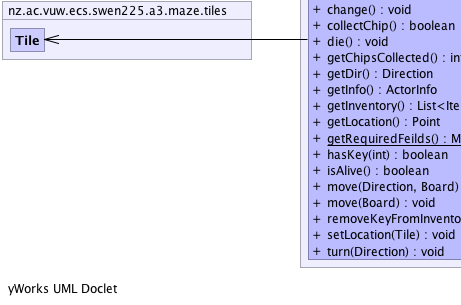 nz.ac.vuw.ecs.swen225.a3.maze.tiles
Tile
+ change() : void
+ collectChip() : boolean
+ die() : void
+ getChipsCollected() : in
+ getDir() : Direction
+ getInfo() : ActorInfo
+ getInventory() : List<Ite
+ getLocation() : Point
+ getRequiredFeilds() : M
+ hasKey(int) : boolean
+ isAlive() : boolean
+ move(Direction, Board)
+ move(Board) : void
+ removeKeyFromInvento
+ setLocation(Tile) : void
+ turn(Direction) : void
yWorks UML Doclet